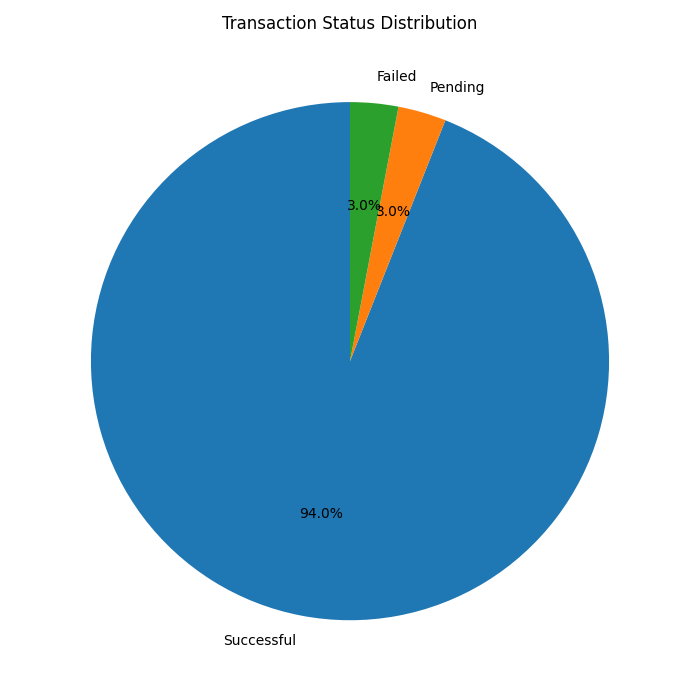 Transaction Status Distribution
Failed
Pending
3.0%
3.0%
94.0%
Successful